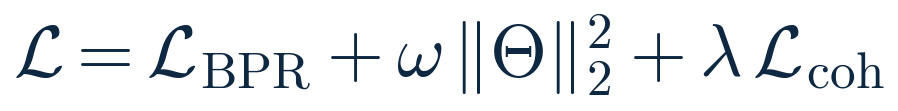 ℒ = ℒ_BPR + ω ‖Θ‖₂² + λ ℒ_coh